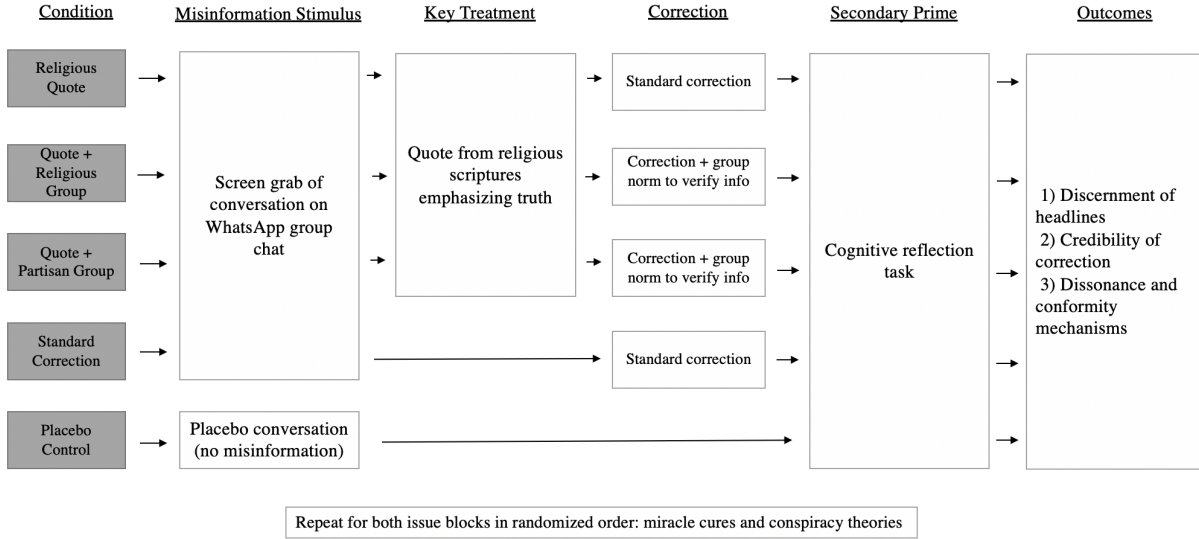 Condition
Misinformation Stimulus
Key Treatment
Correction
Secondary Prime
Outcomes
Religious
Quote
Quote +
Religious
Group
Quote +
Partisan Group
Standard
Correction
Placebo
Control
Screen grab of
conversation on
WhatsApp group
chat
Placebo conversation
(no misinformation)
Quote from religious
scriptures
emphasizing truth
Standard correction
Correction + group
norm to verify info
Correction + group
norm to verify info
Standard correction
Cognitive reflection
task
1) Discernment of
headlines
2) Credibility of
correction
3) Dissonance and
conformity
mechanisms
Repeat for both issue blocks in randomized order: miracle cures and conspiracy theories